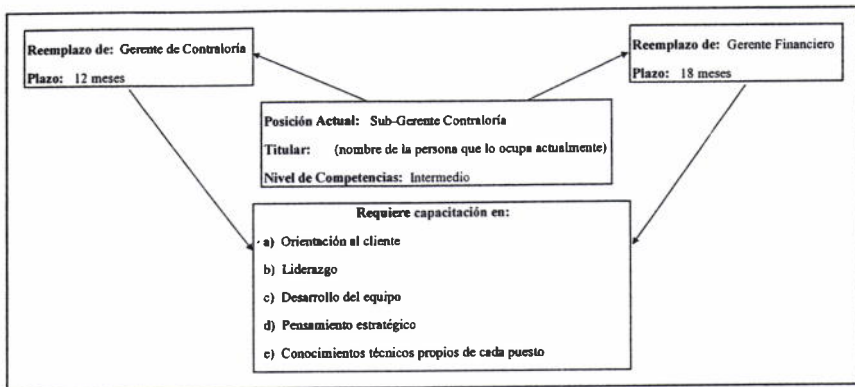 Reemplazo de: Gerente de Contraloría
Plazo: 12 meses
Reemplazo de: Gerente Financiero
Plazo: 18 meses
Posición Actual: Sub-Gerente Contraloría
Titular: (nombre de la persona que lo ocupa actualmente)
Nivel de Competencias: Intermedio
Requiere capacitación en:
a) Orientación al cliente
b) Liderazgo
c) Desarrollo del equipo
d) Pensamiento estratégico
e) Conocimientos técnicos propios de cada puesto